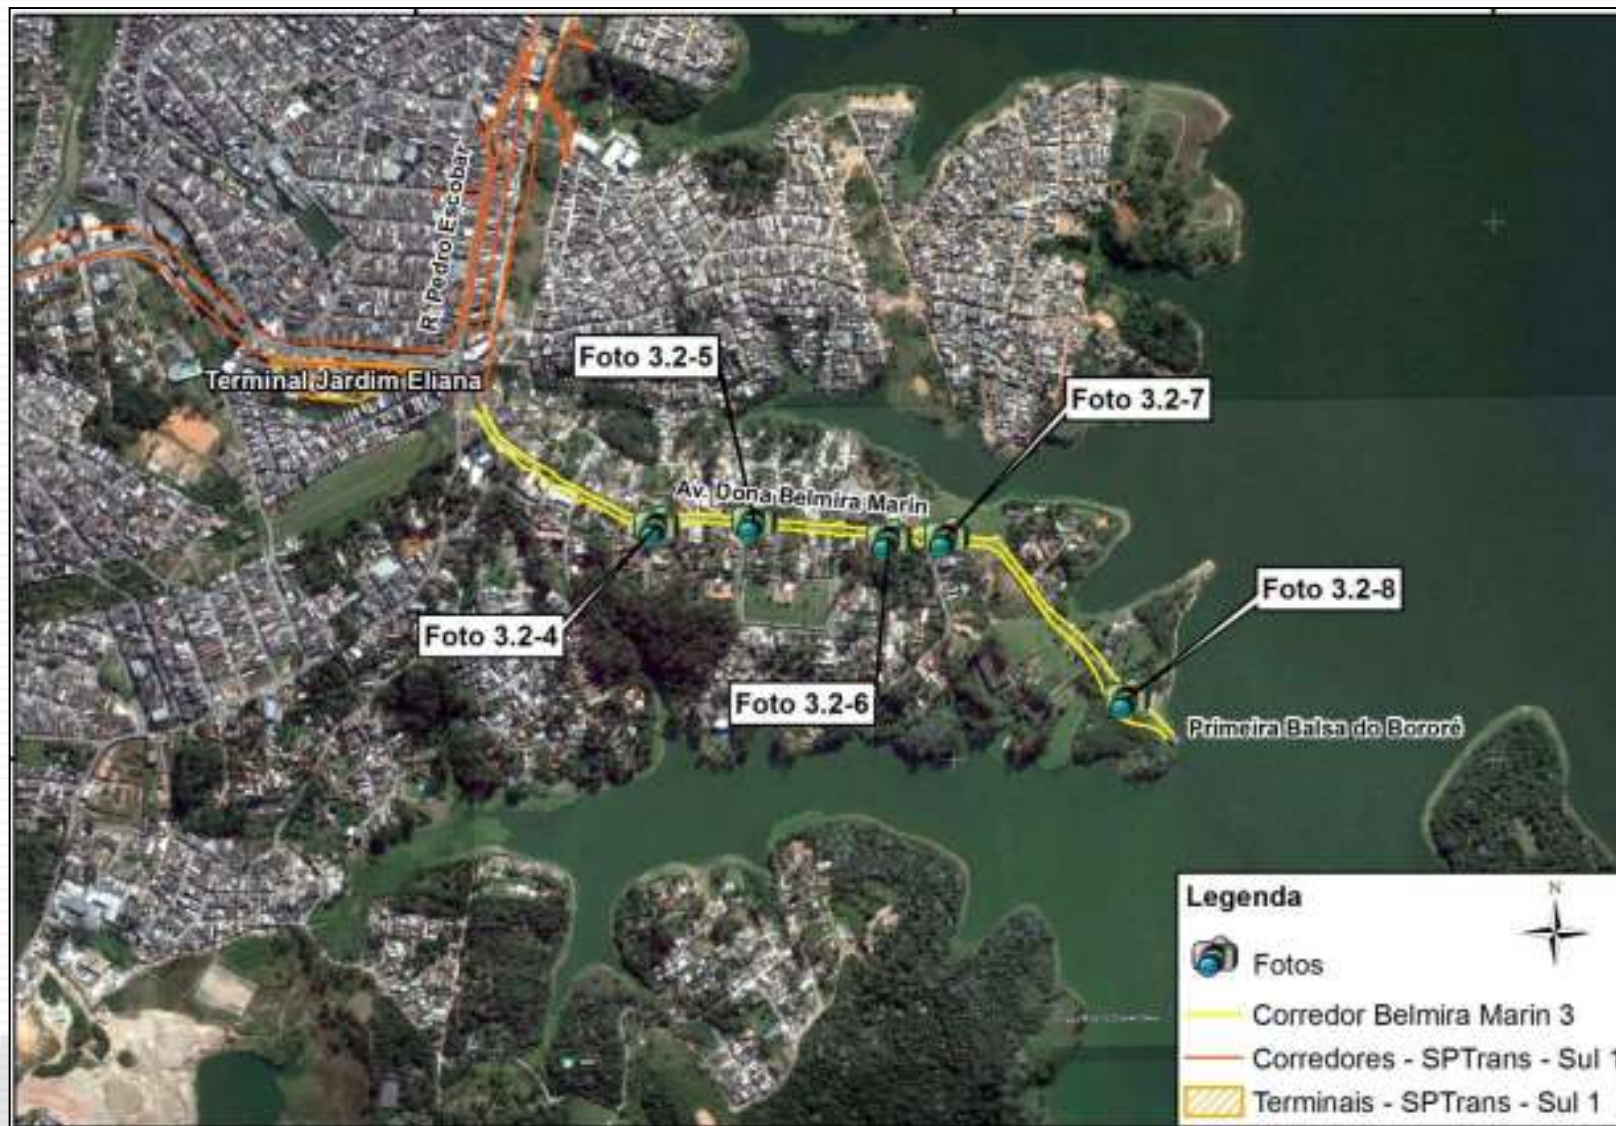 R. Pedro Escobar
Terminal Jardim Eliana
Foto 3.2-5
Foto 3.2-7
Av. Dona Belmira Marin
Foto 3.2-4
Foto 3.2-8
Foto 3.2-6
Primeira Balsa do Bororé
Legenda
N
Fotos
Corredor Belmira Marin 3
Corredores - SPTrans - Sul 1
Terminais - SPTrans - Sul 1